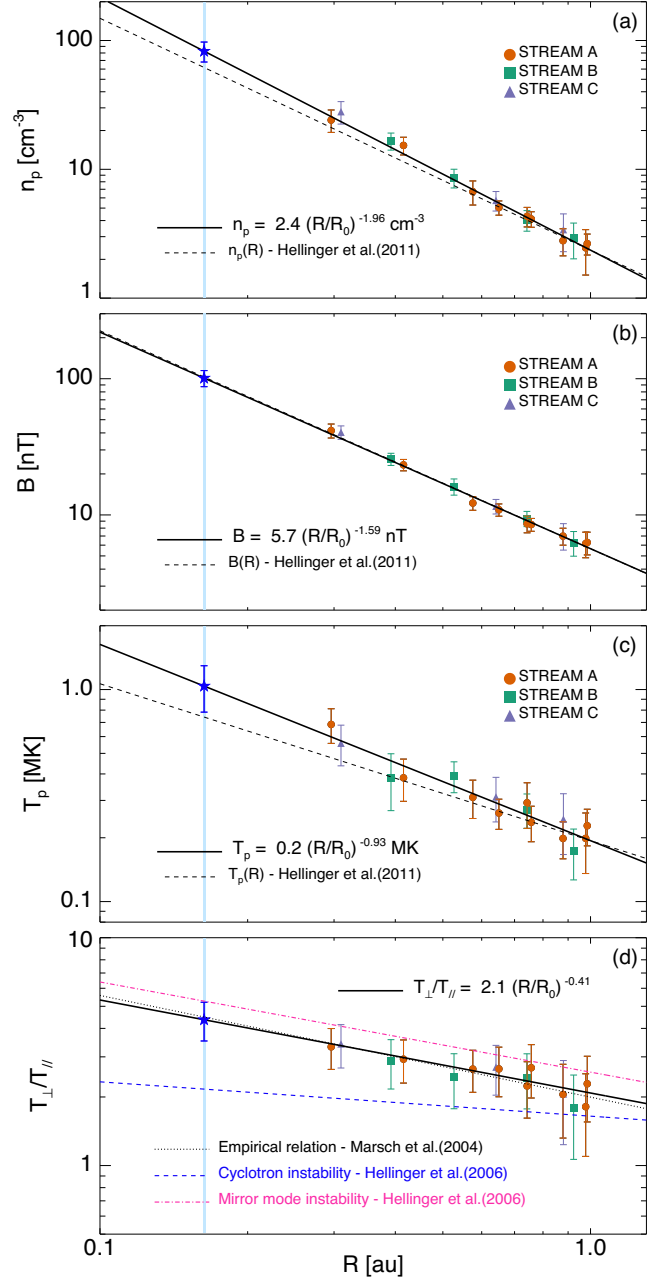 (a)
100
10
1
n_p [cm^-3]
STREAM A
STREAM B
STREAM C
n_p = 2.4 (R/R_0)^-1.96 cm^-3
n_p(R) - Hellinger et al.(2011)
(b)
100
10
B [nT]
STREAM A
STREAM B
STREAM C
B = 5.7 (R/R_0)^-1.59 nT
B(R) - Hellinger et al.(2011)
(c)
1.0
0.1
T_p [MK]
STREAM A
STREAM B
STREAM C
T_p = 0.2 (R/R_0)^-0.93 MK
T_p(R) - Hellinger et al.(2011)
(d)
10
1
T_⊥/T_//
T_⊥/T_// = 2.1 (R/R_0)^-0.41
Empirical relation - Marsch et al.(2004)
Cyclotron instability - Hellinger et al.(2006)
Mirror mode instability - Hellinger et al.(2006)
0.1
1.0
R [au]